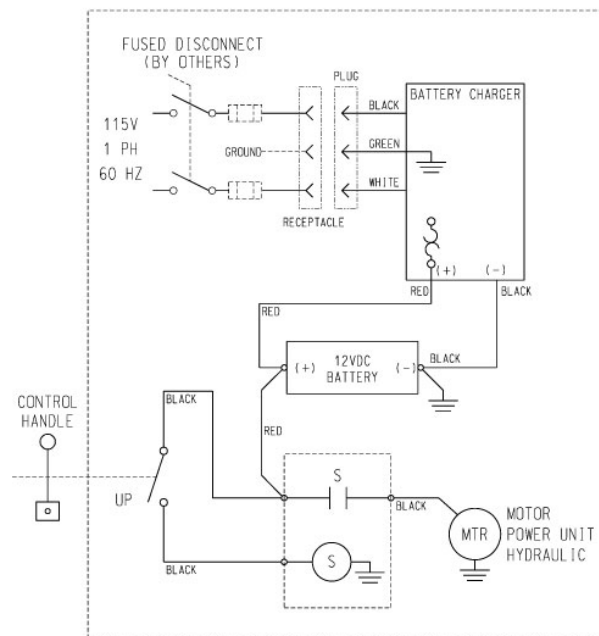 FUSED DISCONNECT
(BY OTHERS)
PLUG
BATTERY CHARGER
BLACK
115V
1 PH
60 HZ
GREEN
GROUND
WHITE
RECEPTACLE
(+)
(-)
RED
BLACK
RED
12VDC
BATTERY
(+)
(-)
BLACK
CONTROL
HANDLE
BLACK
RED
UP
S
BLACK
MOTOR
POWER UNIT
HYDRAULIC
MTR
S
BLACK